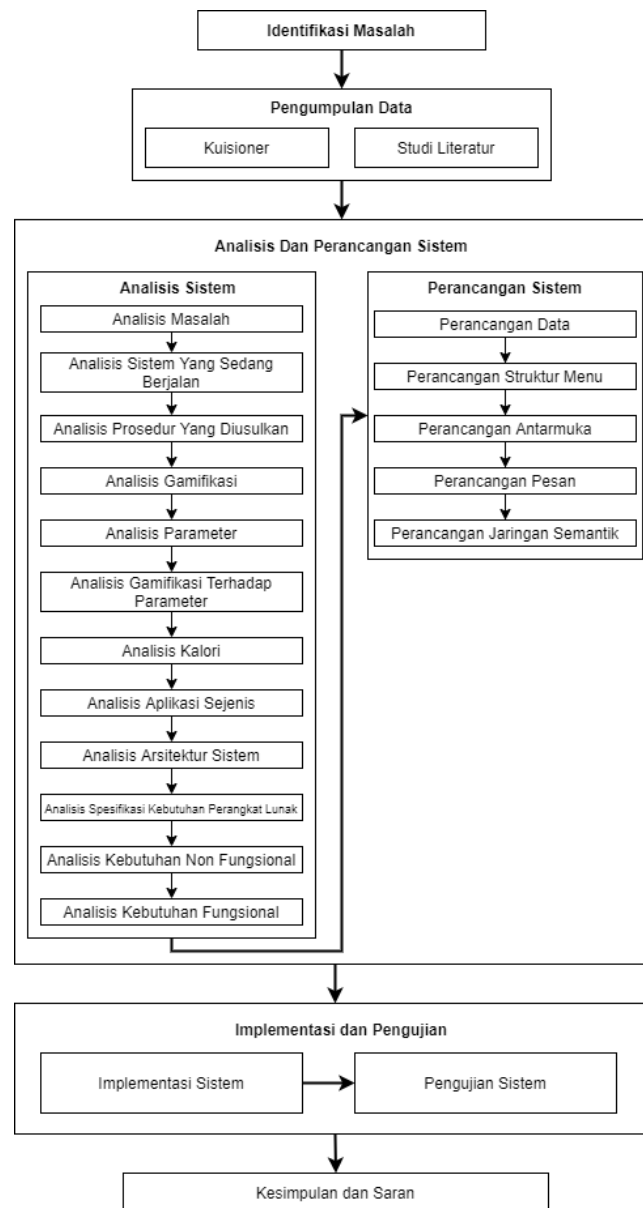 Identifikasi Masalah
Pengumpulan Data
Kuisioner
Studi Literatur
Analisis Dan Perancangan Sistem
Analisis Sistem
Analisis Masalah
Analisis Sistem Yang Sedang
Berjalan
Analisis Prosedur Yang Diusulkan
Analisis Gamifikasi
Analisis Parameter
Analisis Gamifikasi Terhadap
Parameter
Analisis Kalori
Analisis Aplikasi Sejenis
Analisis Arsitektur Sistem
Analisis Spesifikasi Kebutuhan Perangkat Lunak
Analisis Kebutuhan Non Fungsional
Analisis Kebutuhan Fungsional
Perancangan Sistem
Perancangan Data
Perancangan Struktur Menu
Perancangan Antarmuka
Perancangan Pesan
Perancangan Jaringan Semantik
Implementasi dan Pengujian
Implementasi Sistem
Pengujian Sistem
Kesimpulan dan Saran